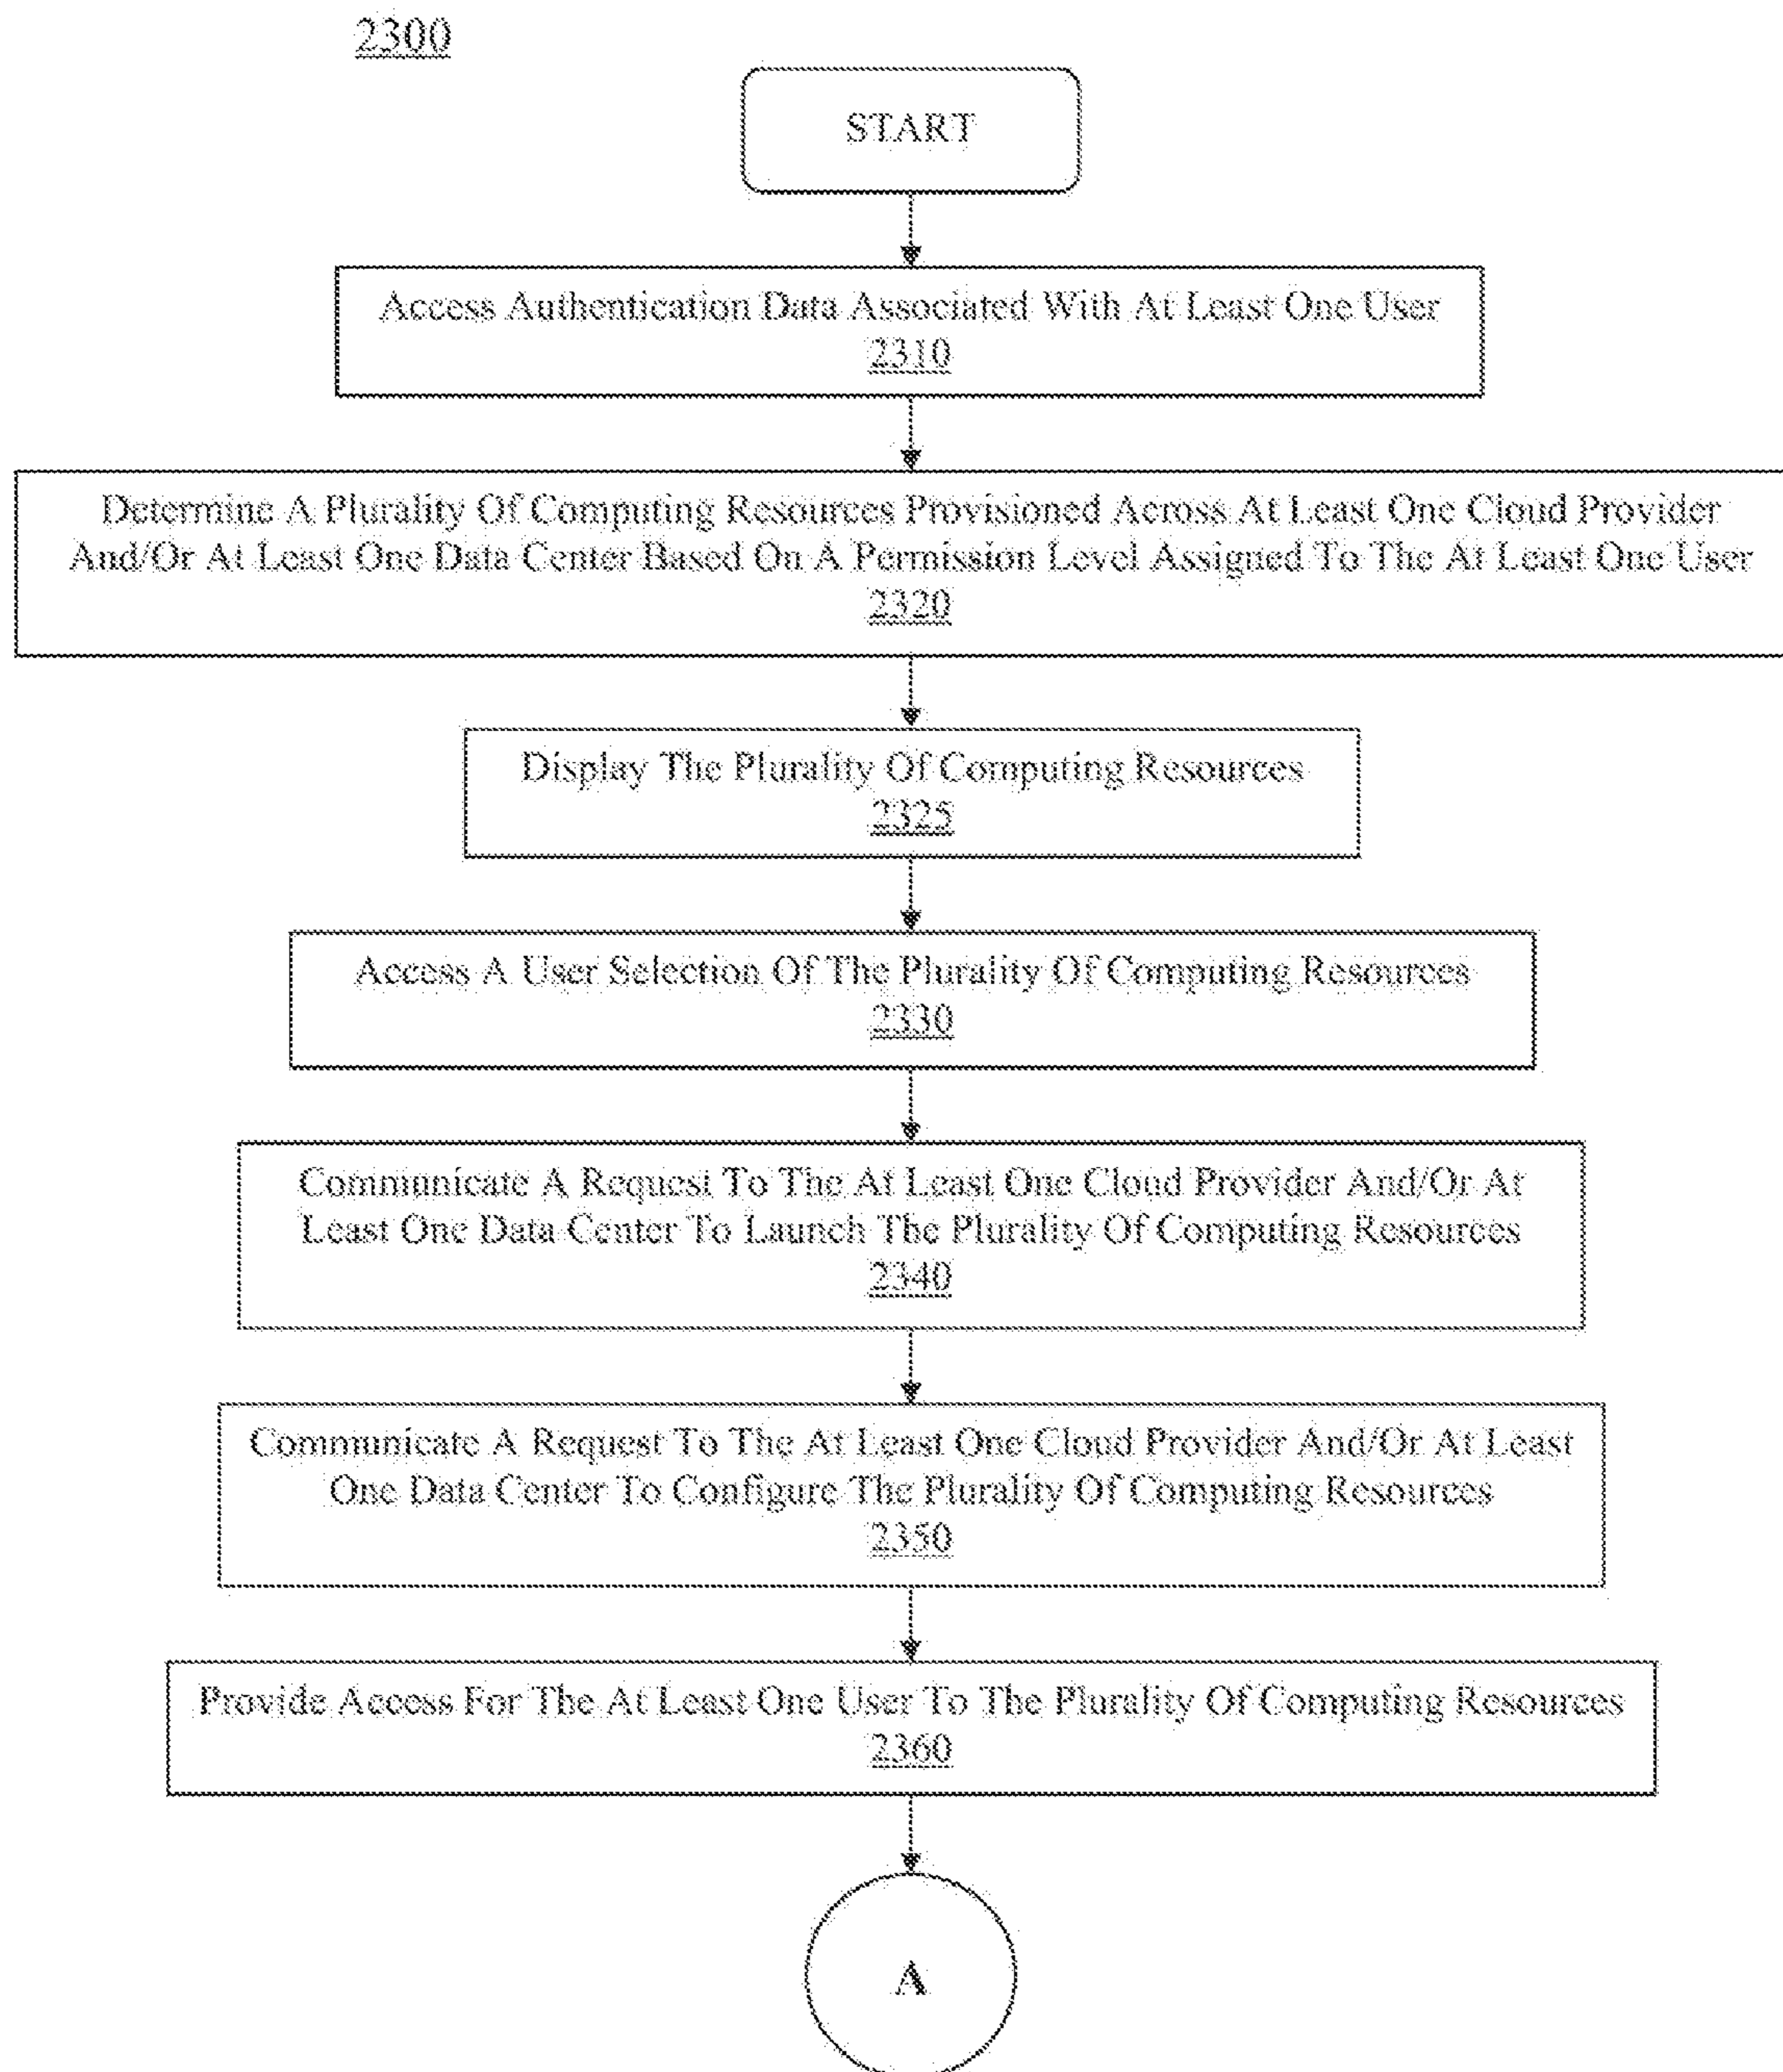 2300
START
Access Authentication Data Associated With At Least One User
2310
Determine A Plurality Of Computing Resources Provisioned Across At Least One Cloud Provider
And/Or At Least One Data Center Based On A Permission Level Assigned To The At Least One User
2320
Display The Plurality Of Computing Resources
2325
Access A User Selection Of The Plurality Of Computing Resources
2330
Communicate A Request To The At Least One Cloud Provider And/Or At
Least One Data Center To Launch The Plurality Of Computing Resources
2340
Communicate A Request To The At Least One Cloud Provider And/Or At Least
One Data Center To Configure The Plurality Of Computing Resources
2350
Provide Access For The At Least One User To The Plurality Of Computing Resources
2360
A